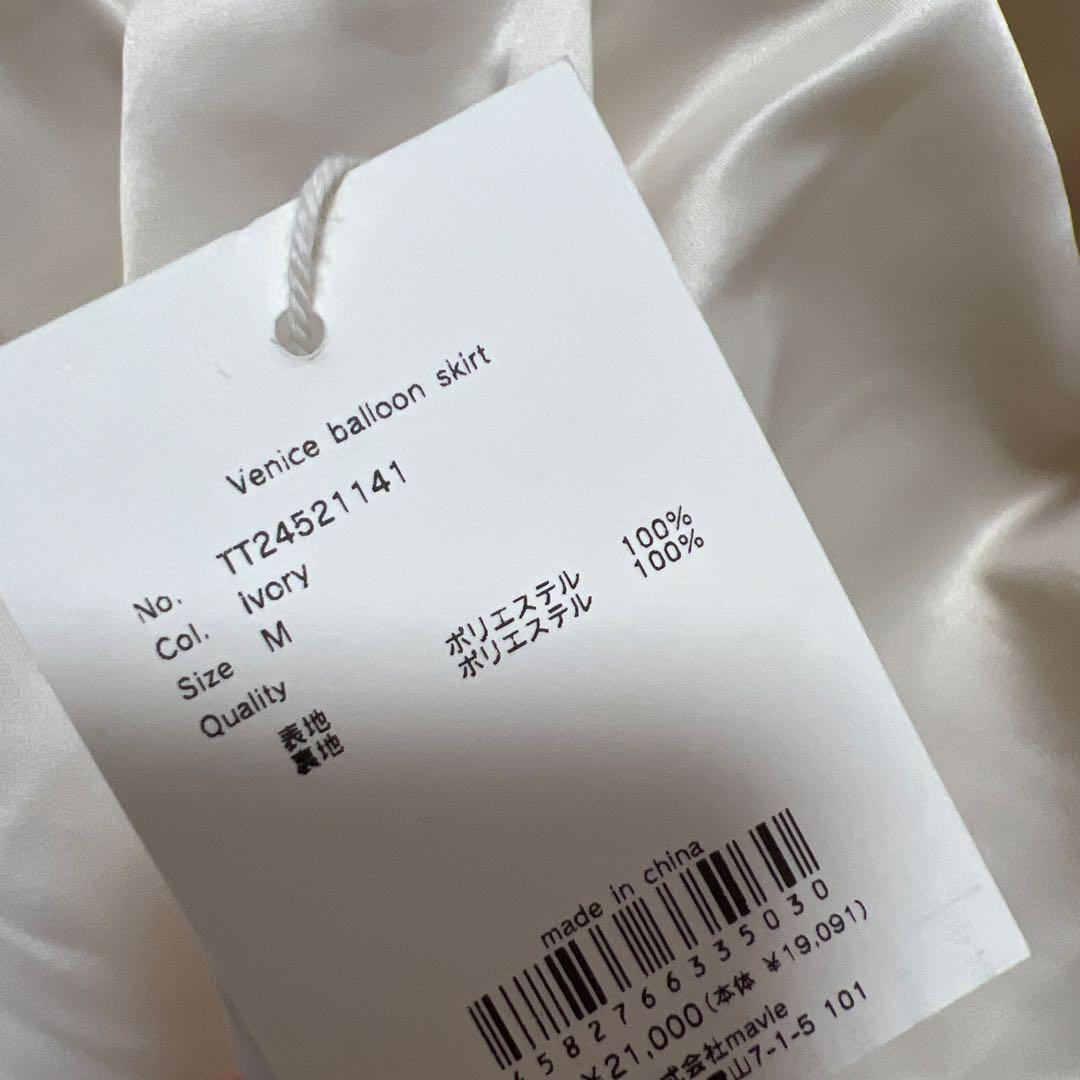 Venice balloon skirt
No. TT24521141
Col. ivory
Size M
Quality
表地 ポリエステル 100%
裏地 ポリエステル 100%
made in china
582766335030
¥21,000(本体 ¥19,091)
式会社mavie
山7-1-5 101